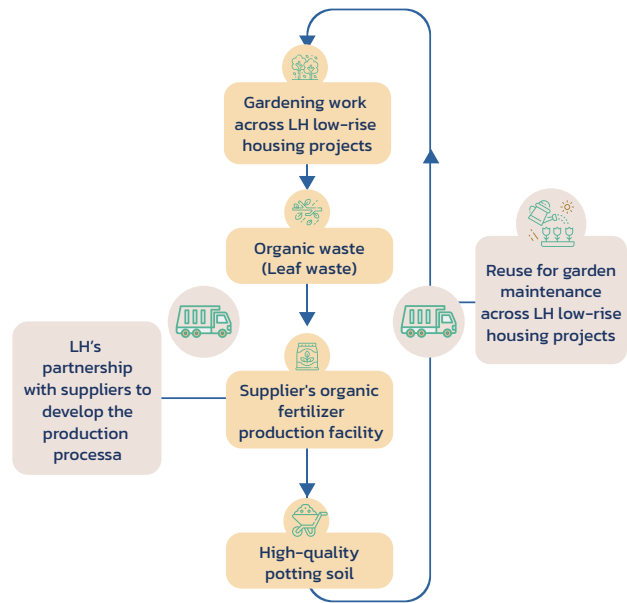 Gardening work
across LH low-rise
housing projects
Organic waste
(Leaf waste)
Reuse for garden
maintenance
across LH low-rise
housing projects
LH's
partnership
with suppliers to
develop the
production
processa
Supplier's organic
fertilizer
production facility
High-quality
potting soil